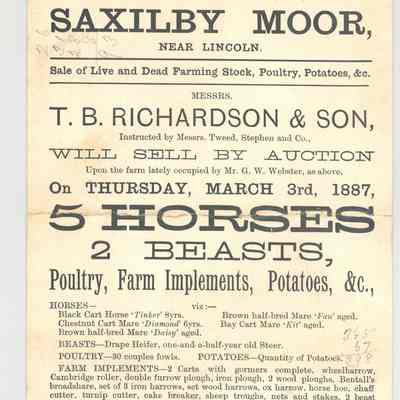 SAXILBY MOOR,
NEAR LINCOLN.
Sale of Live and Dead Farming Stock, Poultry, Potatoes, &c.
MESSRS.
T. B. RICHARDSON & SON,
Instructed by Messrs. Tweed, Stephen and Co.,
WILL SELL BY AUCTION
Upon the farm lately occupied by Mr. G. W. Webster, as above,
On THURSDAY, MARCH 3rd, 1887,
5 HORSES
2 BEASTS,
Poultry, Farm Implements, Potatoes, &c.,
HORSES— viz:—
Black Cart Horse 'Tinker' 8yrs. Brown half-bred Mare 'Fan' aged.
Chestnut Cart Mare 'Diamond' 6yrs. Bay Cart Mare 'Kit' aged.
Brown half-bred Mare 'Daisy' aged.
BEASTS—Drape Heifer, one-and-a-half-year old Steer.
POULTRY—30 couples fowls. POTATOES—Quantity of Potatoes.
FARM IMPLEMENTS—2 Carts with gormers complete, wheelbarrow,
Cambridge roller, double furrow plough, iron plough, 2 wood ploughs, Bentall's
broadshare, set of 3 iron harrows, set wood harrows, ox harrow, horse hoe, chaff
cutter, turnip cutter, cake breaker, sheep troughs, nets and stakes, 2 beast